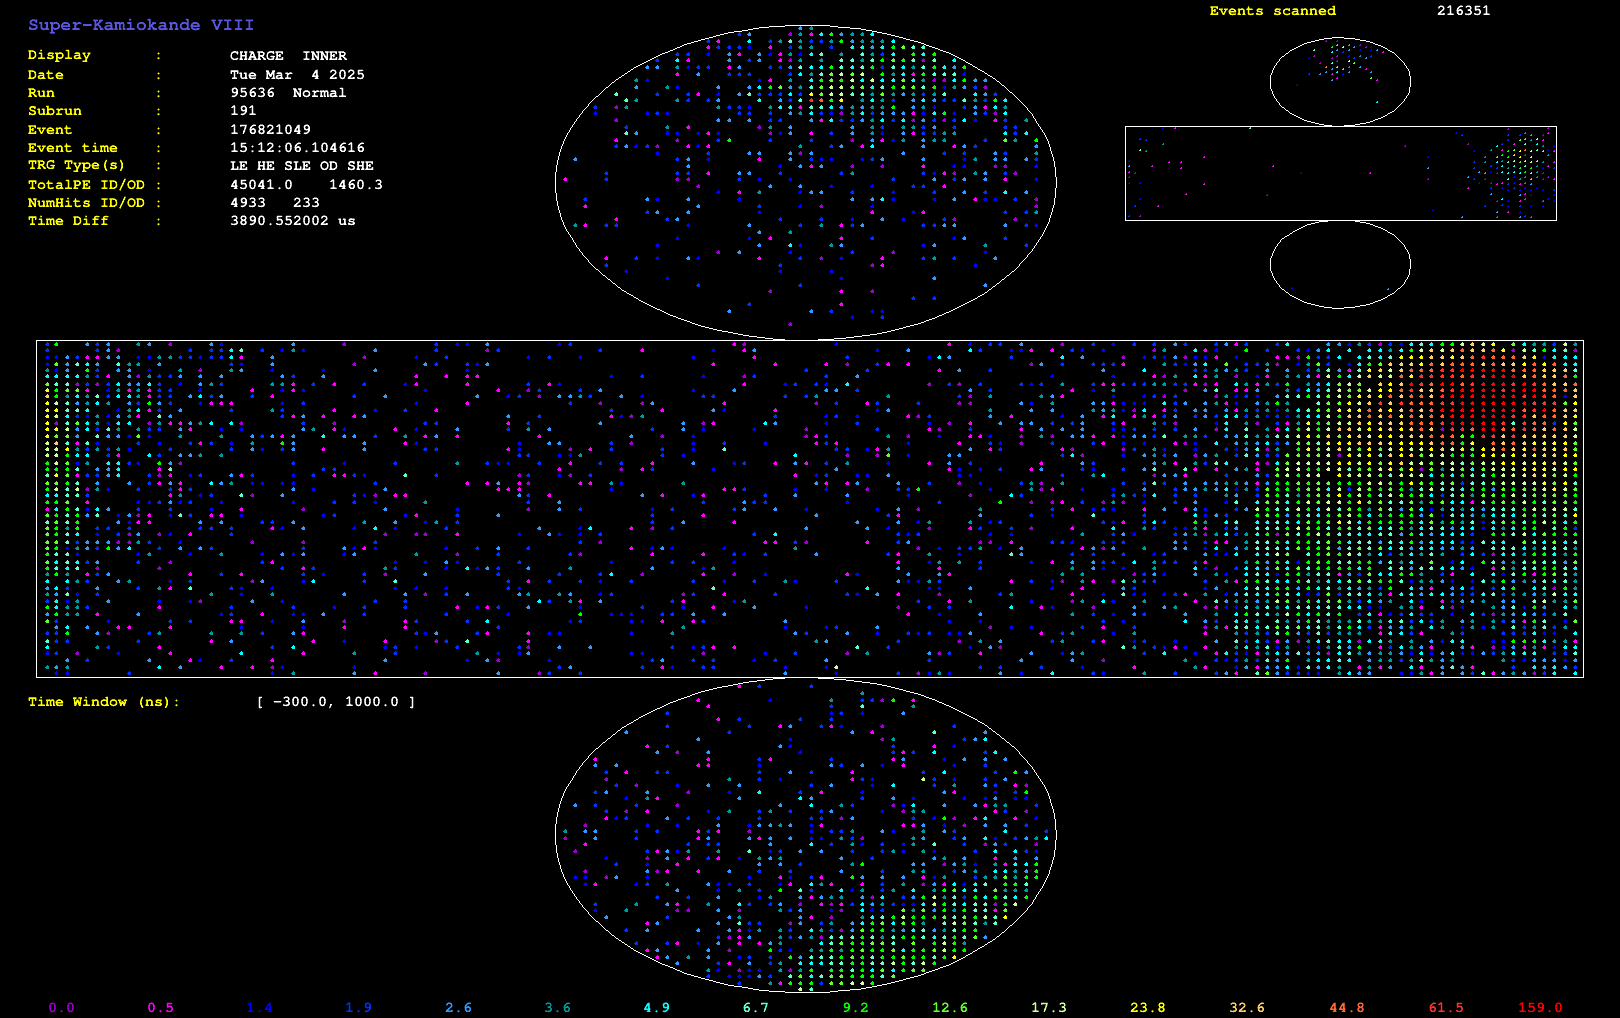 Super-Kamiokande VIII
Events scanned 216351
Display : CHARGE INNER
Date : Tue Mar 4 2025
Run : 95636 Normal
Subrun : 191
Event : 176821049
Event time : 15:12:06.104616
TRG Type(s) : LE HE SLE OD SHE
TotalPE ID/OD : 45041.0 1460.3
NumHits ID/OD : 4933 233
Time Diff : 3890.552002 us
Time Window (ns): [ -300.0, 1000.0 ]
0.0 0.5 1.4 1.9 2.6 3.6 4.9 6.7 9.2 12.6 17.3 23.8 32.6 44.8 61.5 159.0